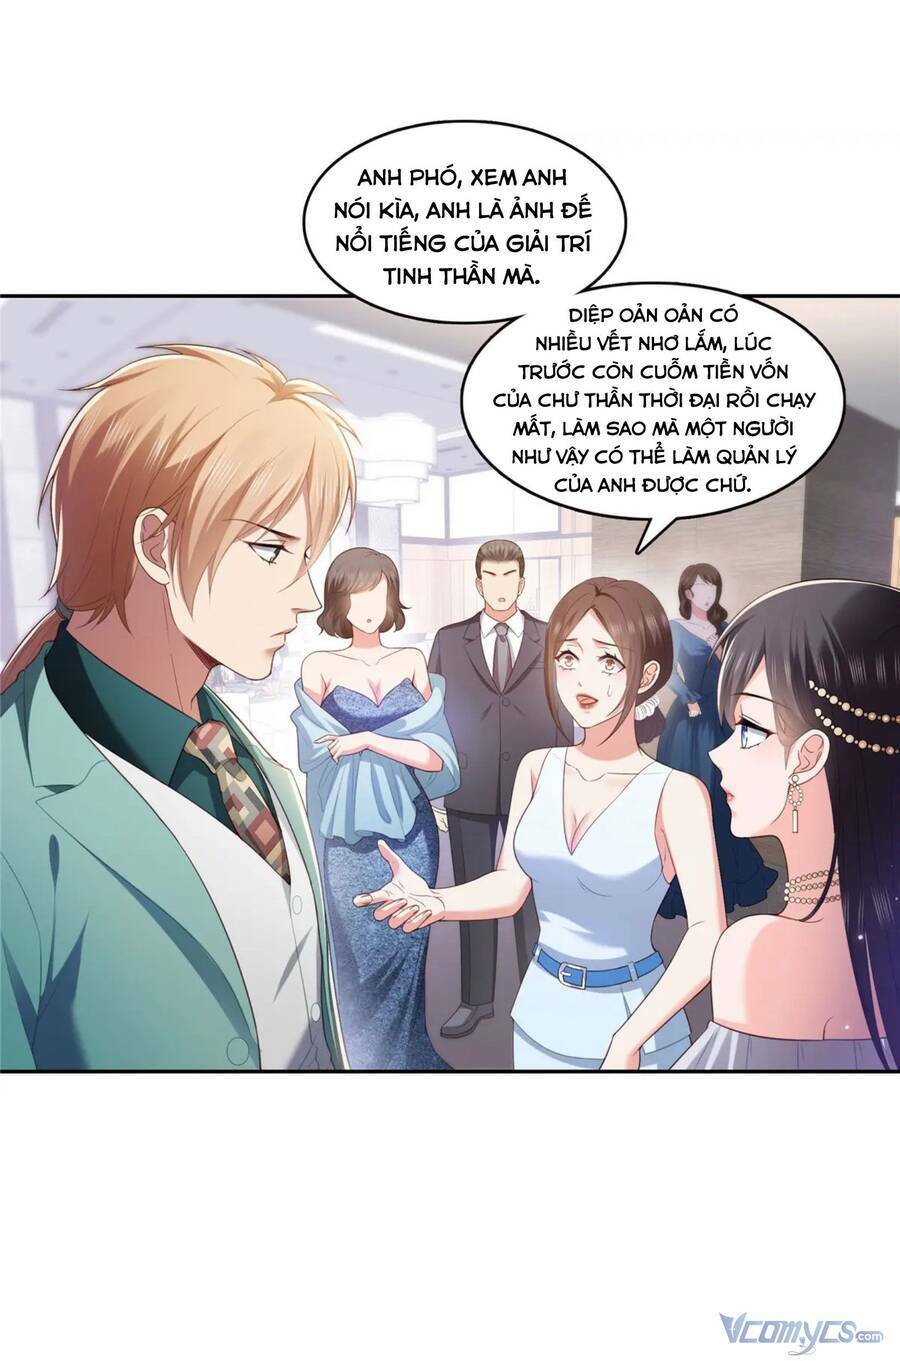 ANH PHÓ, XEM ANH
NÓI KÌA, ANH LÀ ẢNH ĐẾ
NỔI TIẾNG CỦA GIẢI TRÍ
TINH THẦN MÀ.
DIỆP OẢN OẢN CÓ
NHIỀU VẾT NHƠ LẮM, LÚC
TRƯỚC CÒN CUỖM TIỀN VỐN
CỦA CHƯ THẦN THỜI ĐẠI RỒI CHẠY
MẤT, LÀM SAO MÀ MỘT NGƯỜI
NHƯ VẬY CÓ THỂ LÀM QUẢN LÝ
CỦA ANH ĐƯỢC CHỨ.
Vcomycs.com